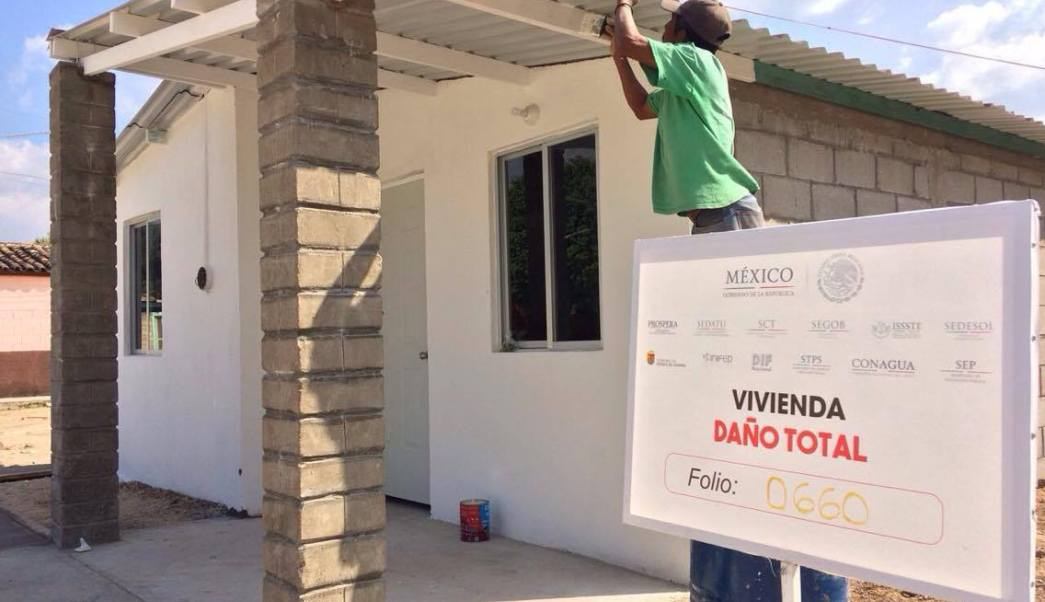 MÉXICO
GOBIERNO DE LA REPÚBLICA
PROSPERA SEDATU SCT SEGOB ISSSTE SEDESOL
inifed DIF Nacional STPS CONAGUA SEP
VIVIENDA
DAÑO TOTAL
Folio: 0660